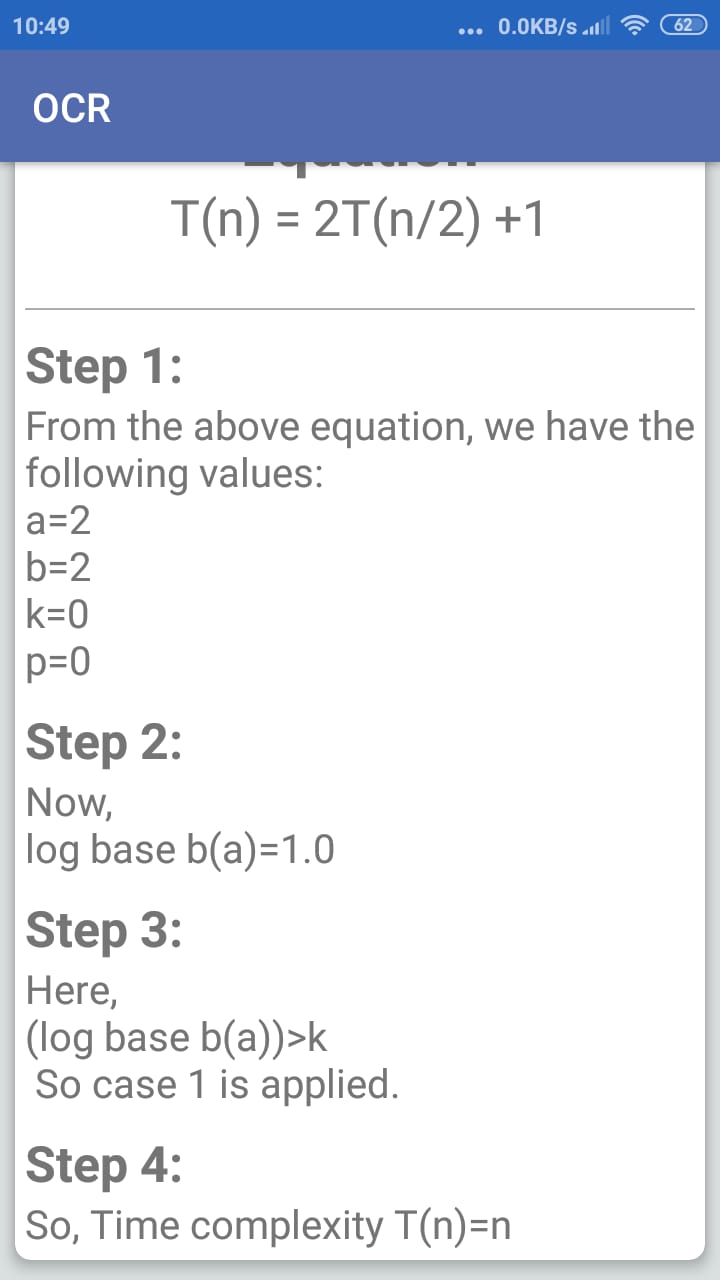 10:49
... 0.0KB/s 62
OCR
Equation
T(n) = 2T(n/2) +1
Step 1:
From the above equation, we have the
following values:
a=2
b=2
k=0
p=0
Step 2:
Now,
log base b(a)=1.0
Step 3:
Here,
(log base b(a))>k
So case 1 is applied.
Step 4:
So, Time complexity T(n)=n